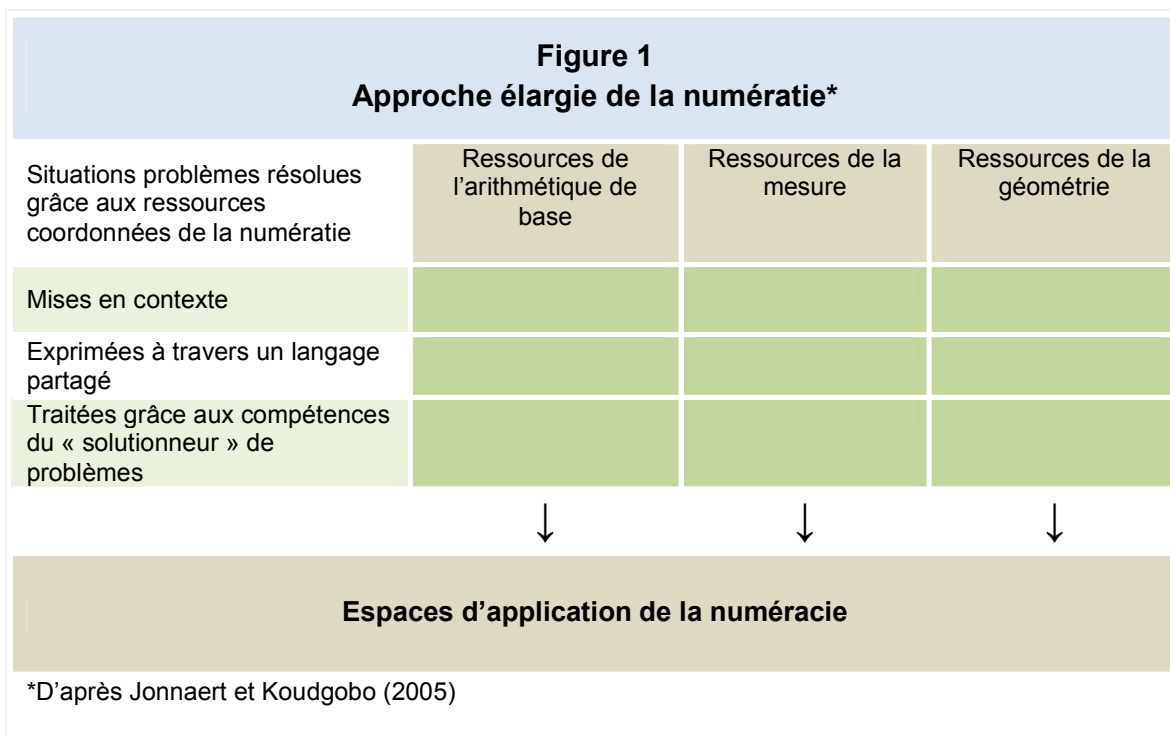 Figure 1
Approche élargie de la numératie*
Situations problèmes résolues
grâce aux ressources
coordonnées de la numératie
Ressources de
l’arithmétique de
base
Ressources de la
mesure
Ressources de la
géométrie
Mises en contexte
Exprimées à travers un langage
partagé
Traitées grâce aux compétences
du « solutionneur » de
problèmes
↓ ↓ ↓
Espaces d’application de la numéracie
*D’après Jonnaert et Koudgobo (2005)